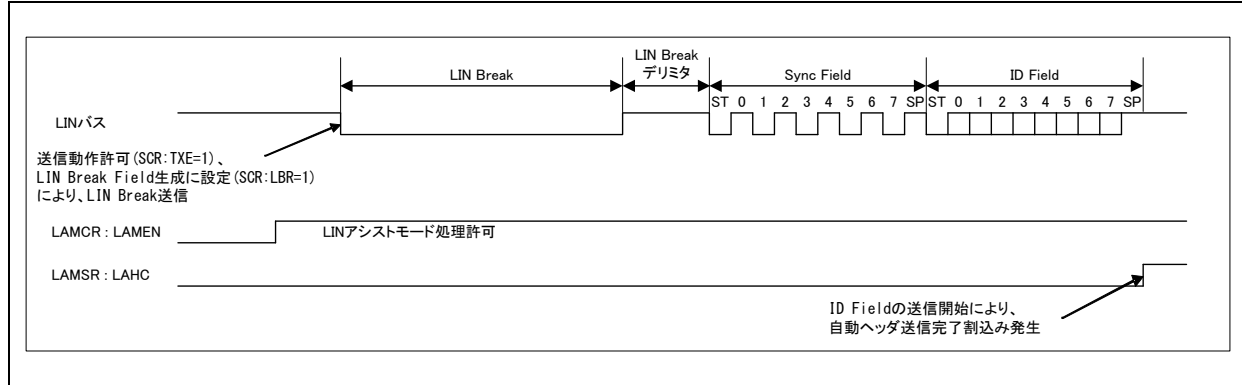 LIN Break
LIN Break
デリミタ
Sync Field
ID Field
ST 0 1 2 3 4 5 6 7 SP ST 0 1 2 3 4 5 6 7 SP
LINバス
送信動作許可(SCR:TXE=1)、
LIN Break Field生成に設定(SCR:LBR=1)
により、LIN Break送信
LAMCR : LAMEN
LINアシストモード処理許可
LAMSR : LAHC
ID Fieldの送信開始により、
自動ヘッダ送信完了割込み発生